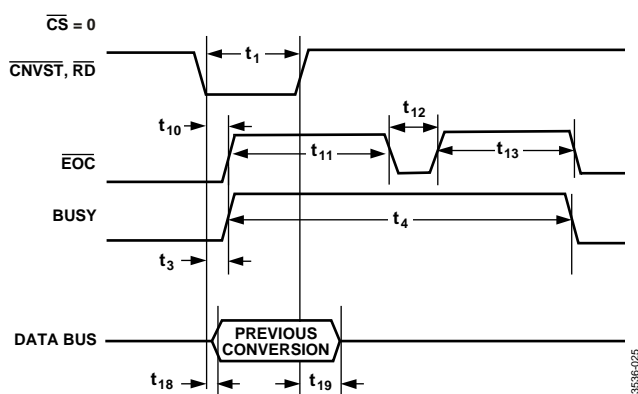 CS = 0
CNVST, RD
t1
t10
t12
EOC
t11
t13
BUSY
t4
t3
DATA BUS
PREVIOUS
CONVERSION
t18
t19
3536-025